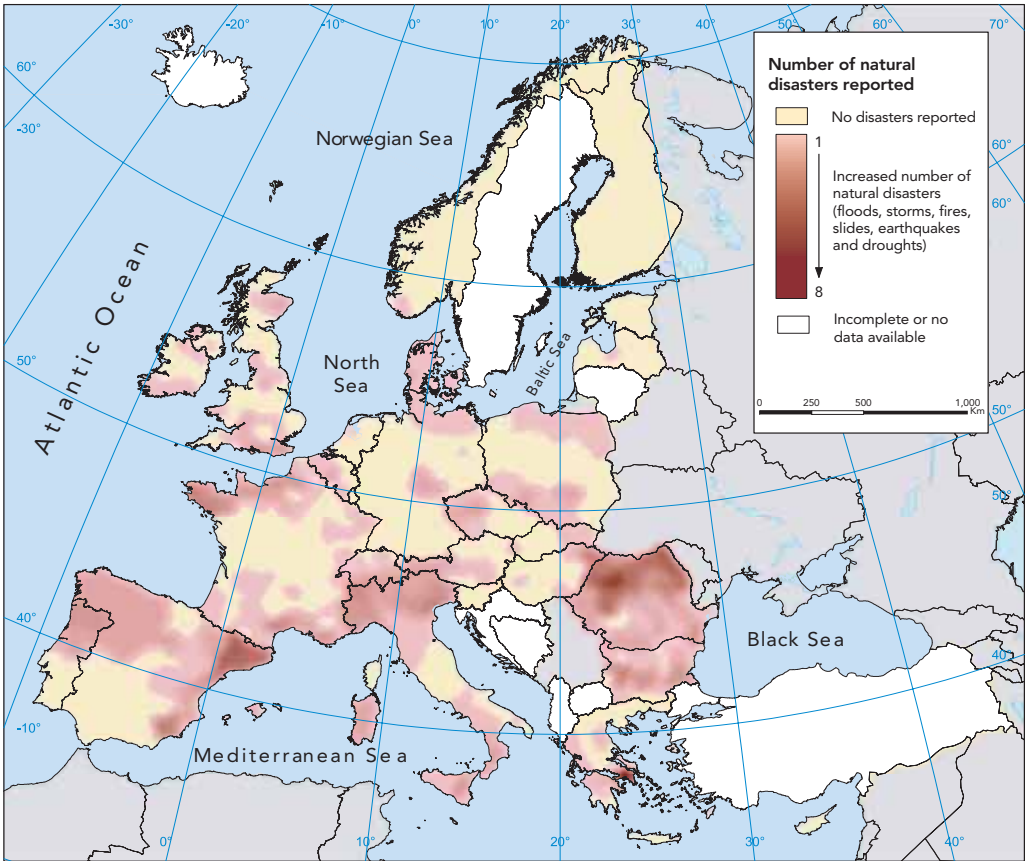 -30°
-20°
-10°
0°
10°
20°
30°
40°
50°
60°
70°
60°
-30°
50°
40°
-10°
60°
60°
50°
50°
40°
0°
10°
20°
30°
40°
Norwegian Sea
Atlantic Ocean
North
Sea
Baltic Sea
Black Sea
Mediterranean Sea
Number of natural
disasters reported
No disasters reported
1
Increased number of
natural disasters
(floods, storms, fires,
slides, earthquakes
and droughts)
8
Incomplete or no
data available
0 250 500 1,000
Km